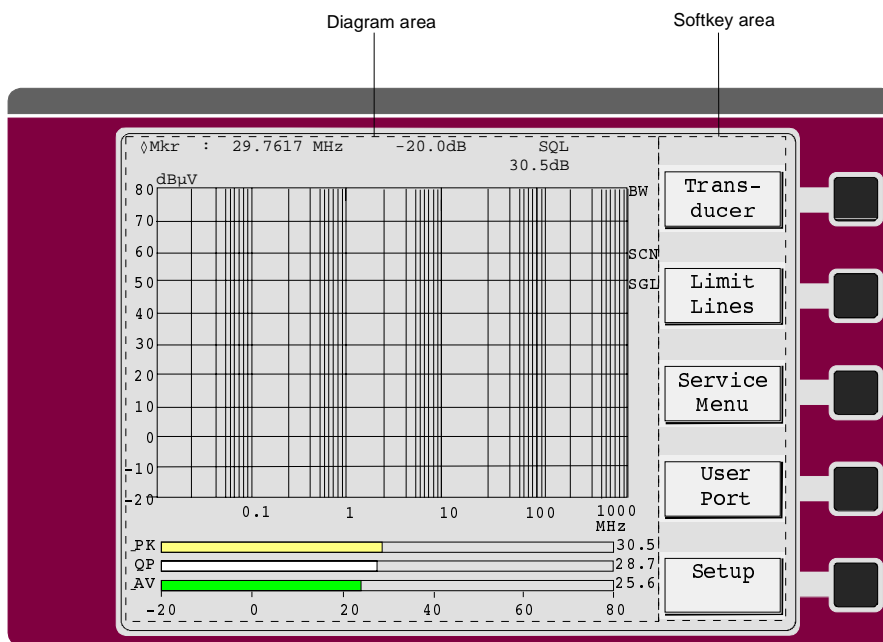 Diagram area
Softkey area
◊Mkr : 29.7617 MHz -20.0dB SQL
30.5dB
dBµV
80
70
60
50
40
30
20
10
0
-10
-20
BW
SCN
SGL
0.1 1 10 100 1000
MHz
PK 30.5
QP 28.7
AV 25.6
-20 0 20 40 60 80
Trans-
ducer
Limit
Lines
Service
Menu
User
Port
Setup